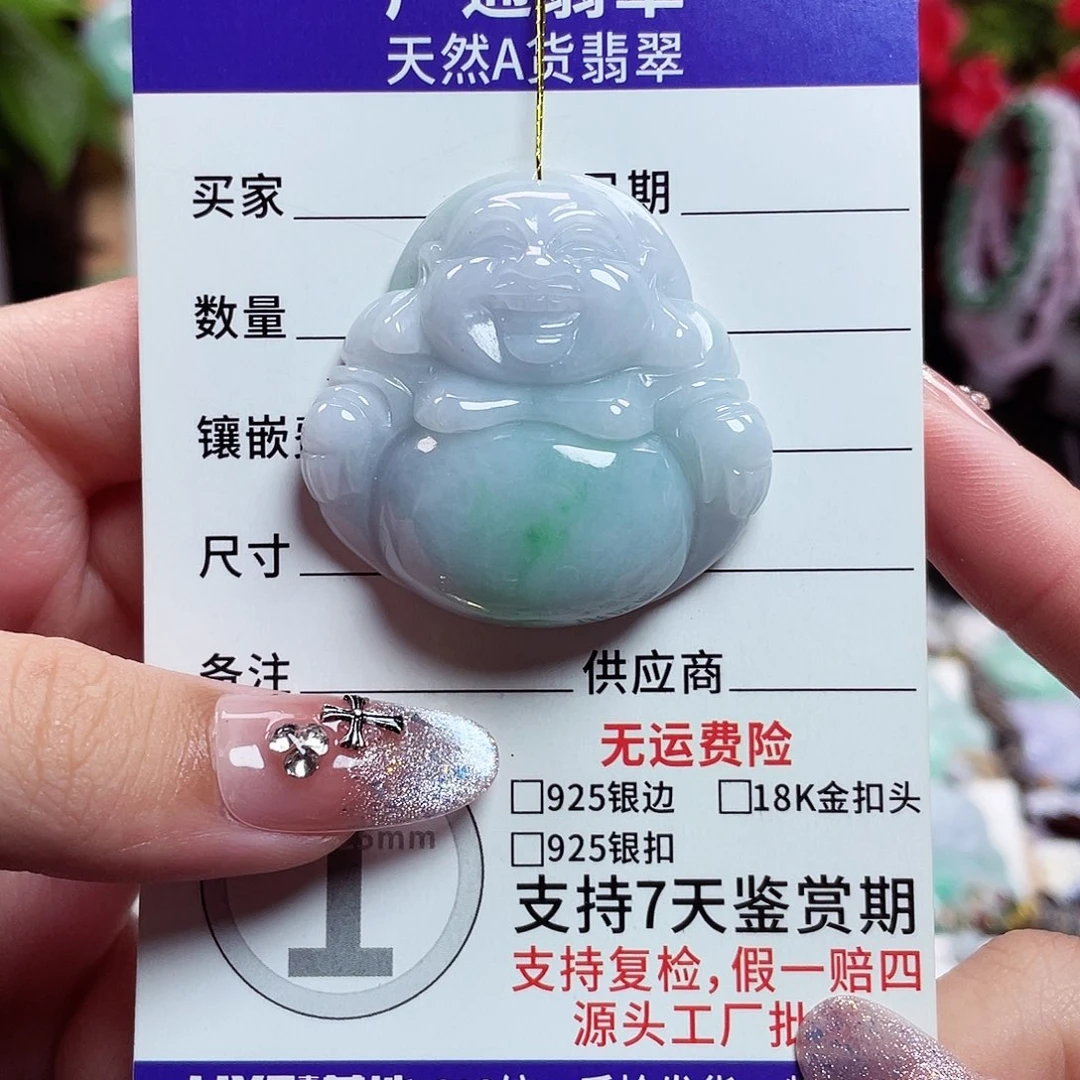 天然A货翡翠
买家 期
数量
镶嵌
尺寸
备注 供应商
无运费险
□925银边 □18K金扣头
□925银扣
mm
支持7天鉴赏期
支持复检,假一赔四
源头工厂批